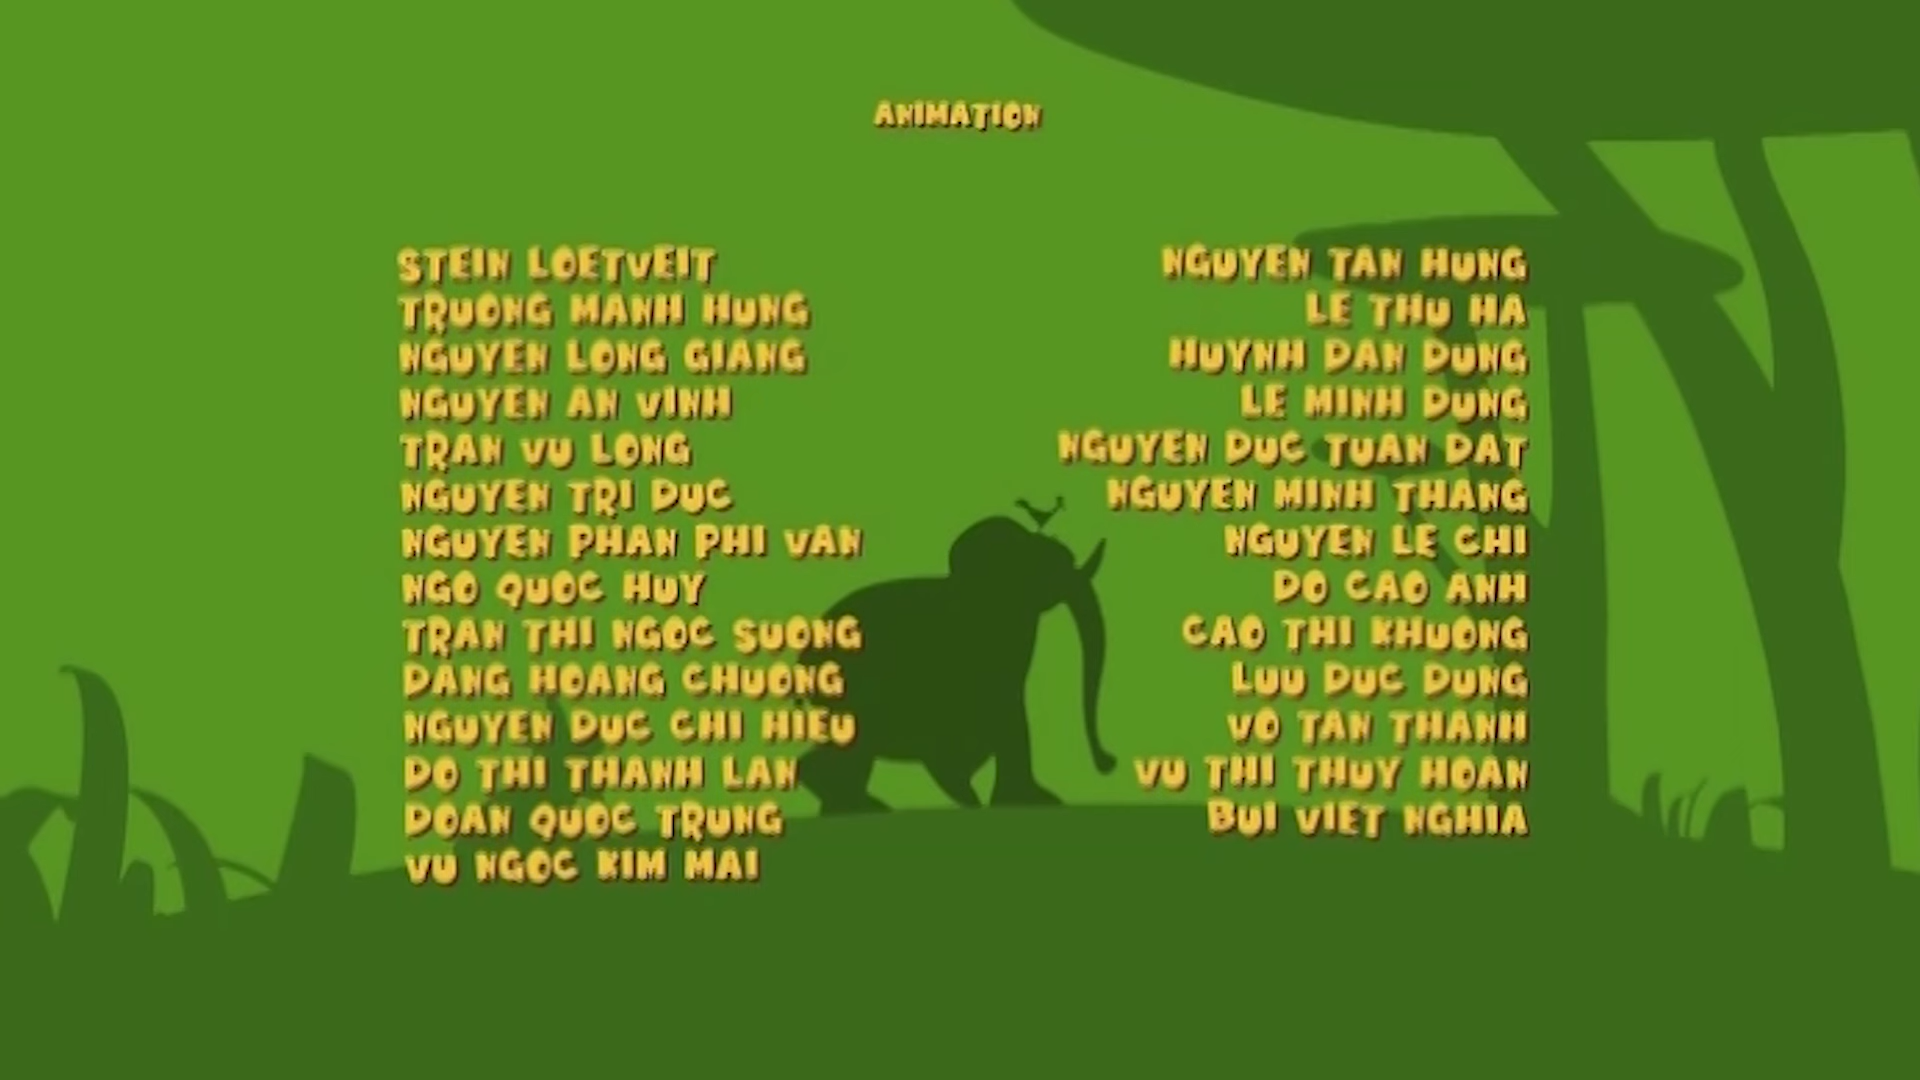 ANIMATION
STEIN LOETVEIT
TRUONG MANH HUNG
NGUYEN LONG GIANG
NGUYEN AN VINH
TRAN VU LONG
NGUYEN TRI DUC
NGUYEN PHAN PHI VAN
NGO QUOC HUY
TRAN THI NGOC SUONG
DANG HOANG CHUONG
NGUYEN DUC CHI HIEU
DO THI THANH LAN
DOAN QUOC TRUNG
VU NGOC KIM MAI
NGUYEN TAN HUNG
LE THU HA
HUYNH DAN DUNG
LE MINH DUNG
NGUYEN DUC TUAN DAT
NGUYEN MINH THANG
NGUYEN LE CHI
DO CAO ANH
CAO THI KHUONG
LUU DUC DUNG
VO TAN THANH
VU THI THUY HOAN
BUI VIET NGHIA